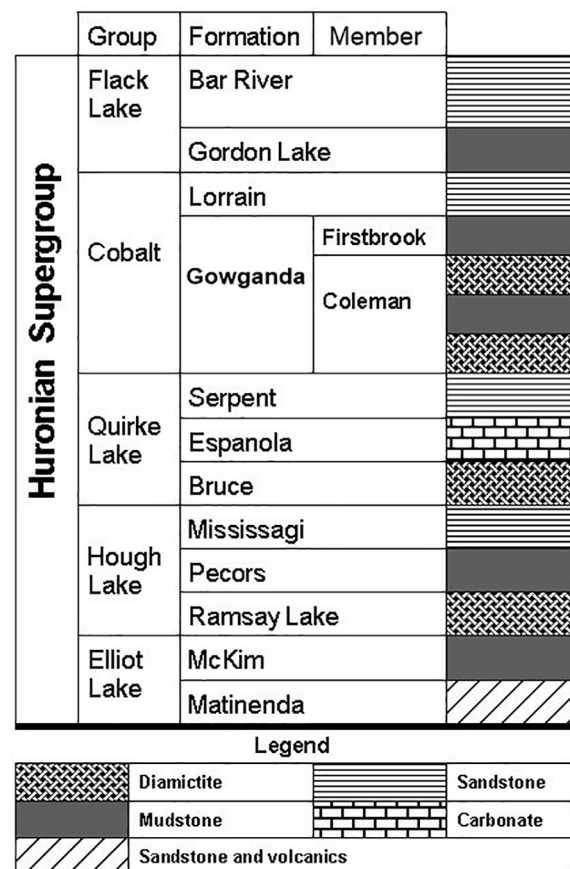 Group Formation Member
Huronian Supergroup
Flack
Lake
Bar River
Gordon Lake
Cobalt
Lorrain
Gowganda
Firstbrook
Coleman
Quirke
Lake
Serpent
Espanola
Bruce
Hough
Lake
Mississagi
Pecors
Ramsay Lake
Elliot
Lake
McKim
Matinenda
Legend
Diamictite
Sandstone
Mudstone
Carbonate
Sandstone and volcanics